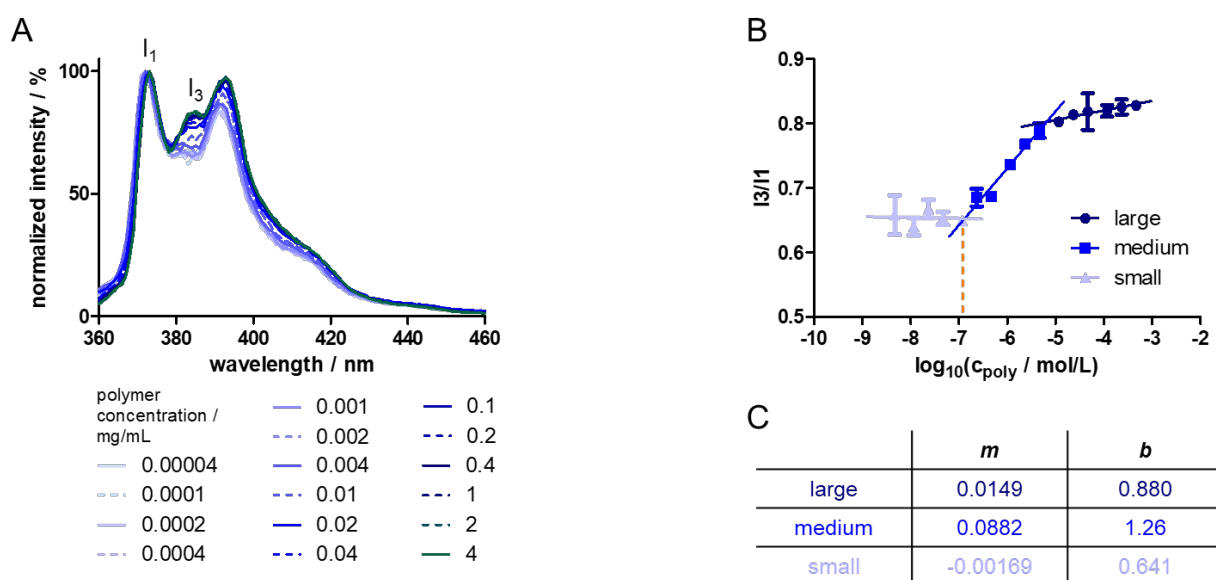 A
I1
I3
100
50
0
normalized intensity / %
360
380
400
420
440
460
wavelength / nm
polymer
concentration /
mg/mL
0.00004
0.0001
0.0002
0.0004
0.001
0.002
0.004
0.01
0.02
0.04
0.1
0.2
0.4
1
2
4
B
0.9
0.8
0.7
0.6
0.5
I3/I1
large
medium
small
-10
-9
-8
-7
-6
-5
-4
-3
-2
log10(cpoly / mol/L)
C
m b
large 0.0149 0.880
medium 0.0882 1.26
small -0.00169 0.641